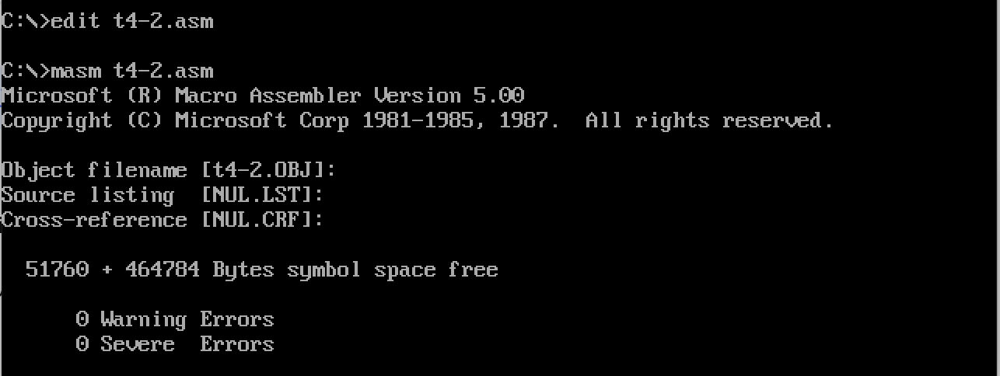 C:\>edit t4-2.asm
C:\>masm t4-2.asm
Microsoft (R) Macro Assembler Version 5.00
Copyright (C) Microsoft Corp 1981-1985, 1987.  All rights reserved.
Object filename [t4-2.OBJ]:
Source listing  [NUL.LST]:
Cross-reference [NUL.CRF]:
51760 + 464784 Bytes symbol space free
0 Warning Errors
0 Severe  Errors